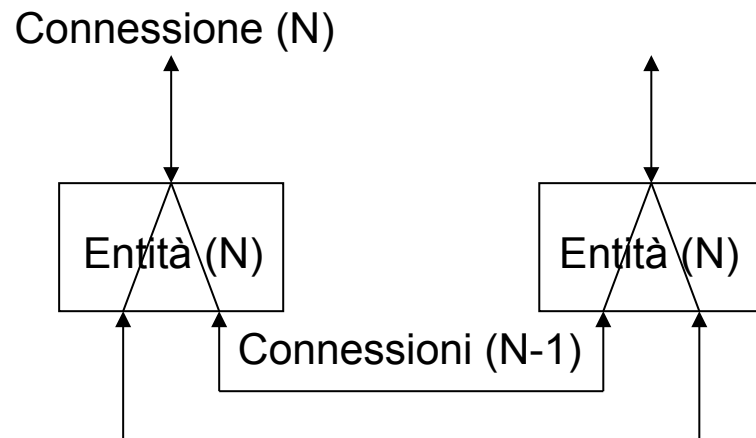 Connessione (N)
Entità (N)
Entità (N)
Connessioni (N-1)